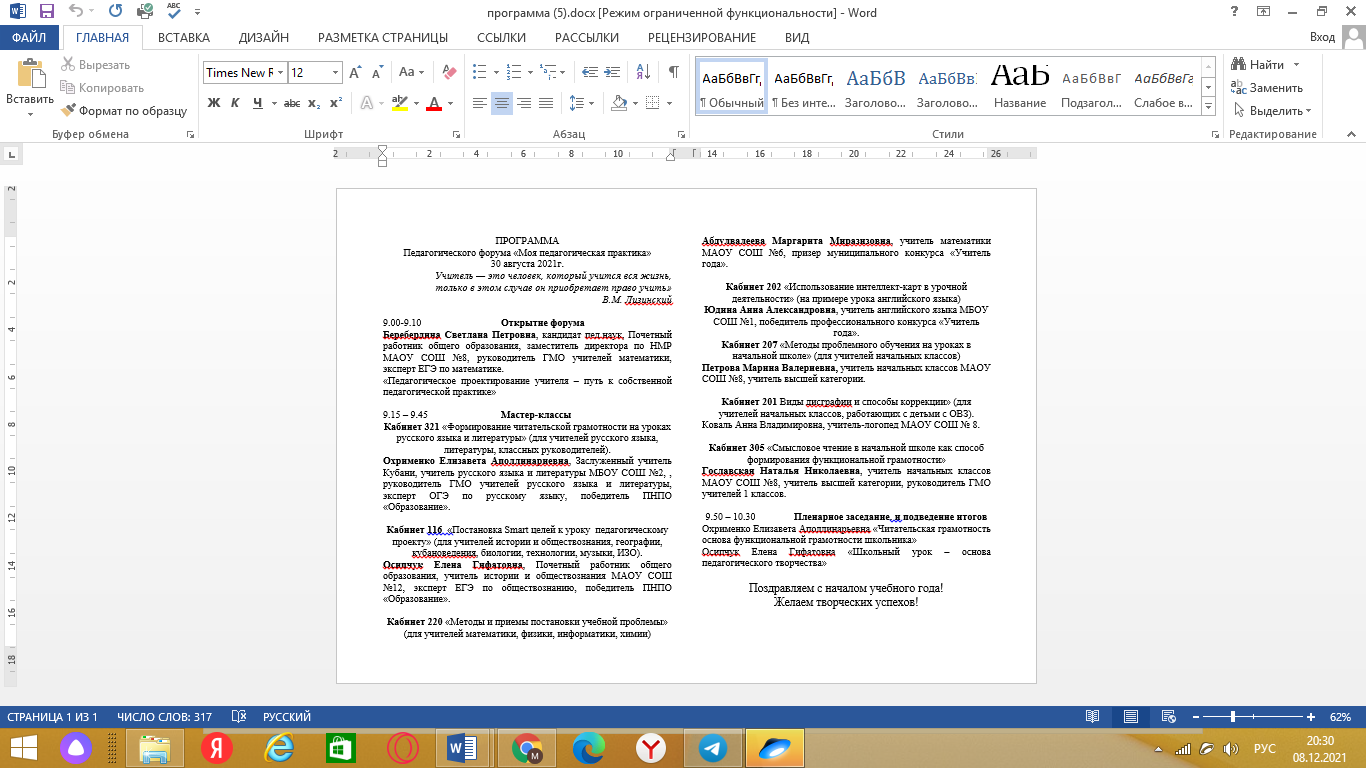 программа (5).docx [Режим ограниченной функциональности] - Word
ФАЙЛ ГЛАВНАЯ ВСТАВКА ДИЗАЙН РАЗМЕТКА СТРАНИЦЫ ССЫЛКИ РАССЫЛКИ РЕЦЕНЗИРОВАНИЕ ВИД Вход
Вставить
Вырезать
Копировать
Формат по образцу
Буфер обмена
Times New R 12
Ж К Ч abc x₂ x²
Шрифт
Абзац
АаБбВвГг, АаБбВвГг, АаБбВ АаБбВв АаБ АаБбВвГ АаБбВвГг
¶ Обычный ¶ Без инте... Заголово... Заголово... Название Подзагол... Слабое в...
Стили
Найти
Заменить
Выделить
Редактирование
2 2 4 6 8 10 14 16 18 20 22 24 26
ПРОГРАММА
Педагогического форума «Моя педагогическая практика»
30 августа 2021г.
Учитель — это человек, который учится вся жизнь,
только в этом случае он приобретает право учить»
В.М. Лизинский
9.00-9.10 Открытие форума
Беребердина Светлана Петровна, кандидат пед.наук, Почетный
работник общего образования, заместитель директора по НМР
МАОУ СОШ №8, руководитель ГМО учителей математики,
эксперт ЕГЭ по математике.
«Педагогическое проектирование учителя – путь к собственной
педагогической практике»
9.15 – 9.45 Мастер-классы
Кабинет 321 «Формирование читательской грамотности на уроках
русского языка и литературы» (для учителей русского языка,
литературы, классных руководителей).
Охрименко Елизавета Аполлинариевна, Заслуженный учитель
Кубани, учитель русского языка и литературы МБОУ СОШ №2, ,
руководитель ГМО учителей русского языка и литературы,
эксперт ОГЭ по русскому языку, победитель ПНПО
«Образование».
Кабинет 116 «Постановка Smart целей к уроку педагогическому
проекту» (для учителей истории и обществознания, географии,
кубановедения, биологии, технологии, музыки, ИЗО).
Осипчук Елена Гифатовна, Почетный работник общего
образования, учитель истории и обществознания МАОУ СОШ
№12, эксперт ЕГЭ по обществознанию, победитель ПНПО
«Образование».
Кабинет 220 «Методы и приемы постановки учебной проблемы»
(для учителей математики, физики, информатики, химии)
Абдулвалеева Маргарита Миразизовна, учитель математики
МАОУ СОШ №6, призер муниципального конкурса «Учитель
года».
Кабинет 202 «Использование интеллект-карт в урочной
деятельности» (на примере урока английского языка)
Юдина Анна Александровна, учитель английского языка МБОУ
СОШ №1, победитель профессионального конкурса «Учитель
года».
Кабинет 207 «Методы проблемного обучения на уроках в
начальной школе» (для учителей начальных классов)
Петрова Марина Валериевна, учитель начальных классов МАОУ
СОШ №8, учитель высшей категории.
Кабинет 201 Виды дисграфии и способы коррекции» (для
учителей начальных классов, работающих с детьми с ОВЗ).
Коваль Анна Владимировна, учитель-логопед МАОУ СОШ № 8.
Кабинет 305 «Смысловое чтение в начальной школе как способ
формирования функциональной грамотности»
Гославская Наталья Николаевна, учитель начальных классов
МАОУ СОШ №8, учитель высшей категории, руководитель ГМО
учителей 1 классов.
9.50 – 10.30 Пленарное заседание, и подведение итогов
Охрименко Елизавета Аполлинарьевна «Читательская грамотность
основа функциональной грамотности школьника»
Осипчук Елена Гифатовна «Школьный урок – основа
педагогического творчества»
Поздравляем с началом учебного года!
Желаем творческих успехов!
СТРАНИЦА 1 ИЗ 1 ЧИСЛО СЛОВ: 317 РУССКИЙ 62%
РУС
20:30
08.12.2021